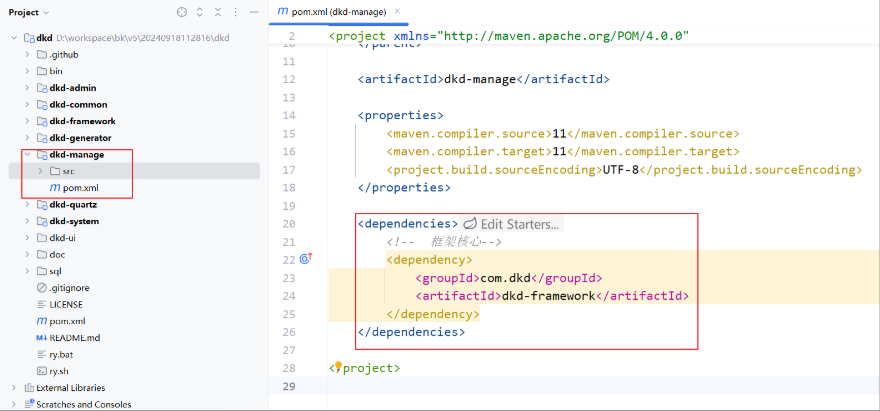 Project
dkd D:\workspace\bk\v5\20240918112816\dkd
.github
bin
dkd-admin
dkd-common
dkd-framework
dkd-generator
dkd-manage
src
pom.xml
dkd-quartz
dkd-system
dkd-ui
doc
sql
.gitignore
LICENSE
pom.xml
README.md
ry.bat
ry.sh
External Libraries
Scratches and Consoles
pom.xml (dkd-manage)
2 <project xmlns="http://maven.apache.org/POM/4.0.0"
10 </parent>
11
12 <artifactId>dkd-manage</artifactId>
13
14 <properties>
15 <maven.compiler.source>11</maven.compiler.source>
16 <maven.compiler.target>11</maven.compiler.target>
17 <project.build.sourceEncoding>UTF-8</project.build.sourceEncoding>
18 </properties>
19
20 <dependencies> Edit Starters...
21 <!-- 框架核心-->
22 <dependency>
23 <groupId>com.dkd</groupId>
24 <artifactId>dkd-framework</artifactId>
25 </dependency>
26 </dependencies>
27
28 </project>
29